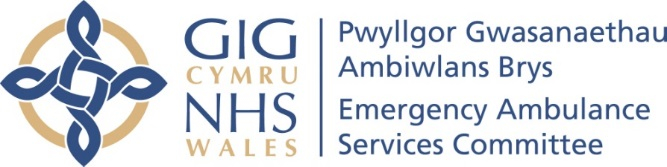 GIG
CYMRU
NHS
WALES
Pwyllgor Gwasanaethau
Ambiwlans Brys
Emergency Ambulance
Services Committee